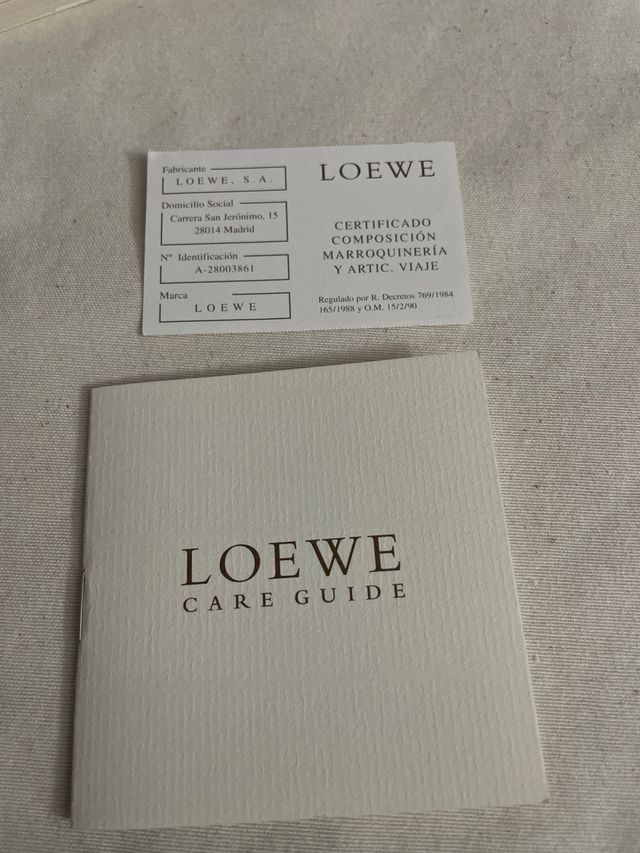 Fabricante
LOEWE, S.A.
Domicilio Social
Carrera San Jerónimo, 15
28014 Madrid
Nº Identificación
A-28003861
Marca
LOEWE
LOEWE
CERTIFICADO
COMPOSICIÓN
MARROQUINERÍA
Y ARTIC. VIAJE
Regulado por R. Decretos 769/1984
165/1988 y O.M. 15/2/90
LOEWE
CARE GUIDE